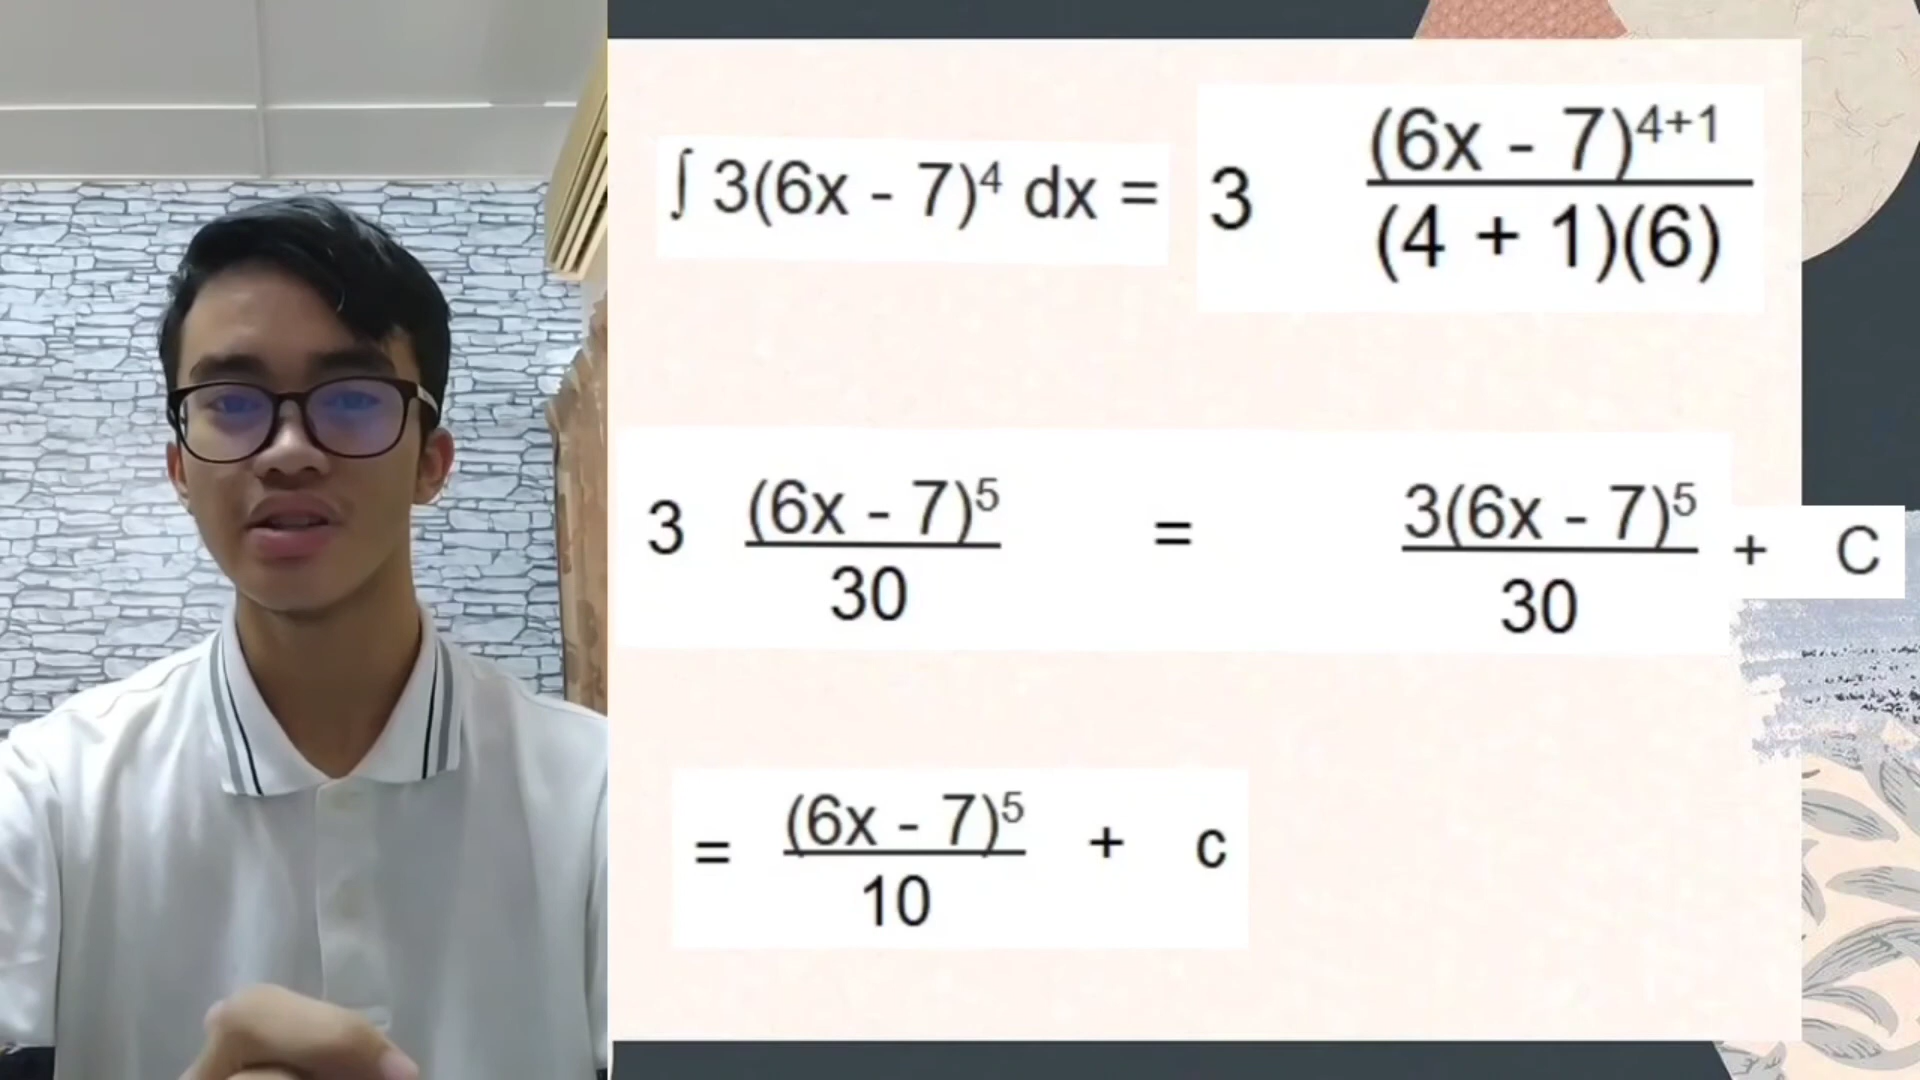 ∫ 3(6x - 7)⁴ dx = 3 (6x - 7)⁴⁺¹ / (4 + 1)(6)
3 (6x - 7)⁵ / 30 = 3(6x - 7)⁵ / 30 + C
= (6x - 7)⁵ / 10 + c